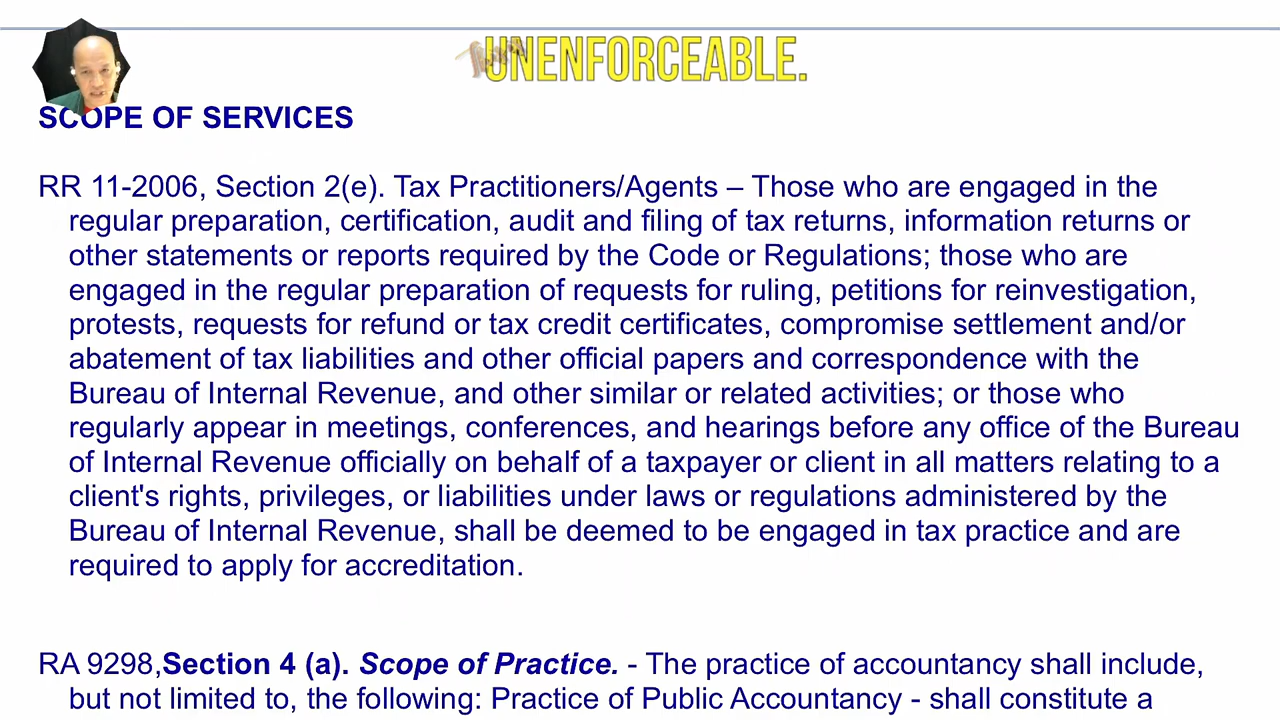 UNENFORCEABLE.
SCOPE OF SERVICES
RR 11-2006, Section 2(e). Tax Practitioners/Agents – Those who are engaged in the
regular preparation, certification, audit and filing of tax returns, information returns or
other statements or reports required by the Code or Regulations; those who are
engaged in the regular preparation of requests for ruling, petitions for reinvestigation,
protests, requests for refund or tax credit certificates, compromise settlement and/or
abatement of tax liabilities and other official papers and correspondence with the
Bureau of Internal Revenue, and other similar or related activities; or those who
regularly appear in meetings, conferences, and hearings before any office of the Bureau
of Internal Revenue officially on behalf of a taxpayer or client in all matters relating to a
client's rights, privileges, or liabilities under laws or regulations administered by the
Bureau of Internal Revenue, shall be deemed to be engaged in tax practice and are
required to apply for accreditation.
RA 9298,Section 4 (a). Scope of Practice. - The practice of accountancy shall include,
but not limited to, the following: Practice of Public Accountancy - shall constitute a